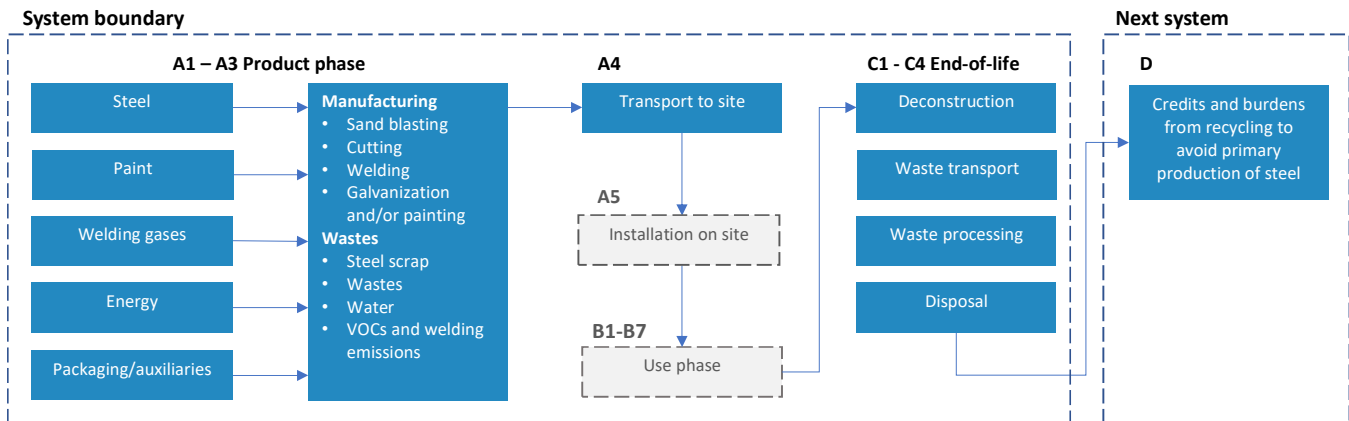 System boundary
Next system
A1 – A3 Product phase
A4
C1 - C4 End-of-life
D
Steel
Paint
Welding gases
Energy
Packaging/auxiliaries
Manufacturing
• Sand blasting
• Cutting
• Welding
• Galvanization
and/or painting
Wastes
• Steel scrap
• Wastes
• Water
• VOCs and welding
emissions
Transport to site
A5
Installation on site
B1-B7
Use phase
Deconstruction
Waste transport
Waste processing
Disposal
Credits and burdens
from recycling to
avoid primary
production of steel